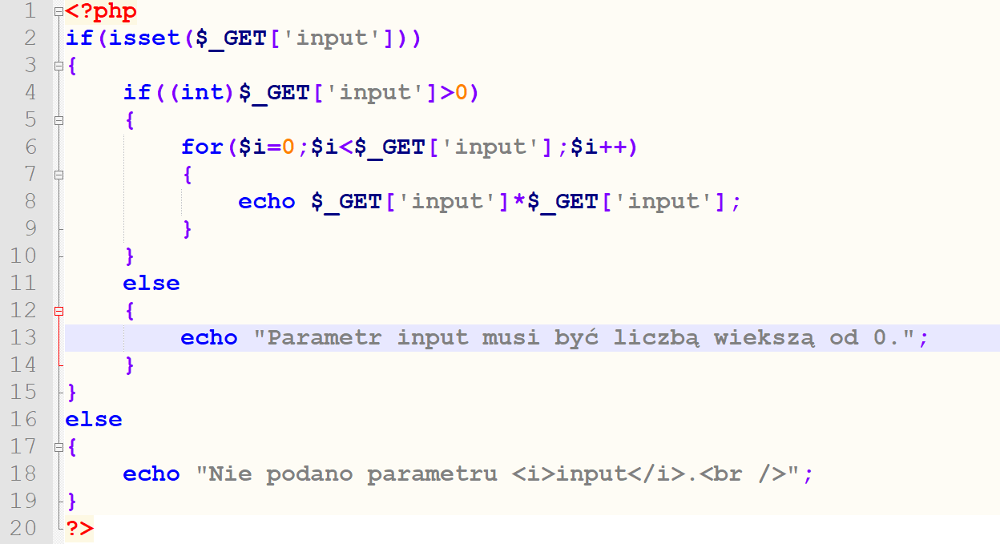 1 <?php
2 if(isset($_GET['input']))
3 {
4 if((int)$_GET['input']>0)
5 {
6 for($i=0;$i<$_GET['input'];$i++)
7 {
8 echo $_GET['input']*$_GET['input'];
9 }
10 }
11 else
12 {
13 echo "Parametr input musi być liczbą wiekszą od 0.";
14 }
15 }
16 else
17 {
18 echo "Nie podano parametru <i>input</i>.<br />";
19 }
20 ?>